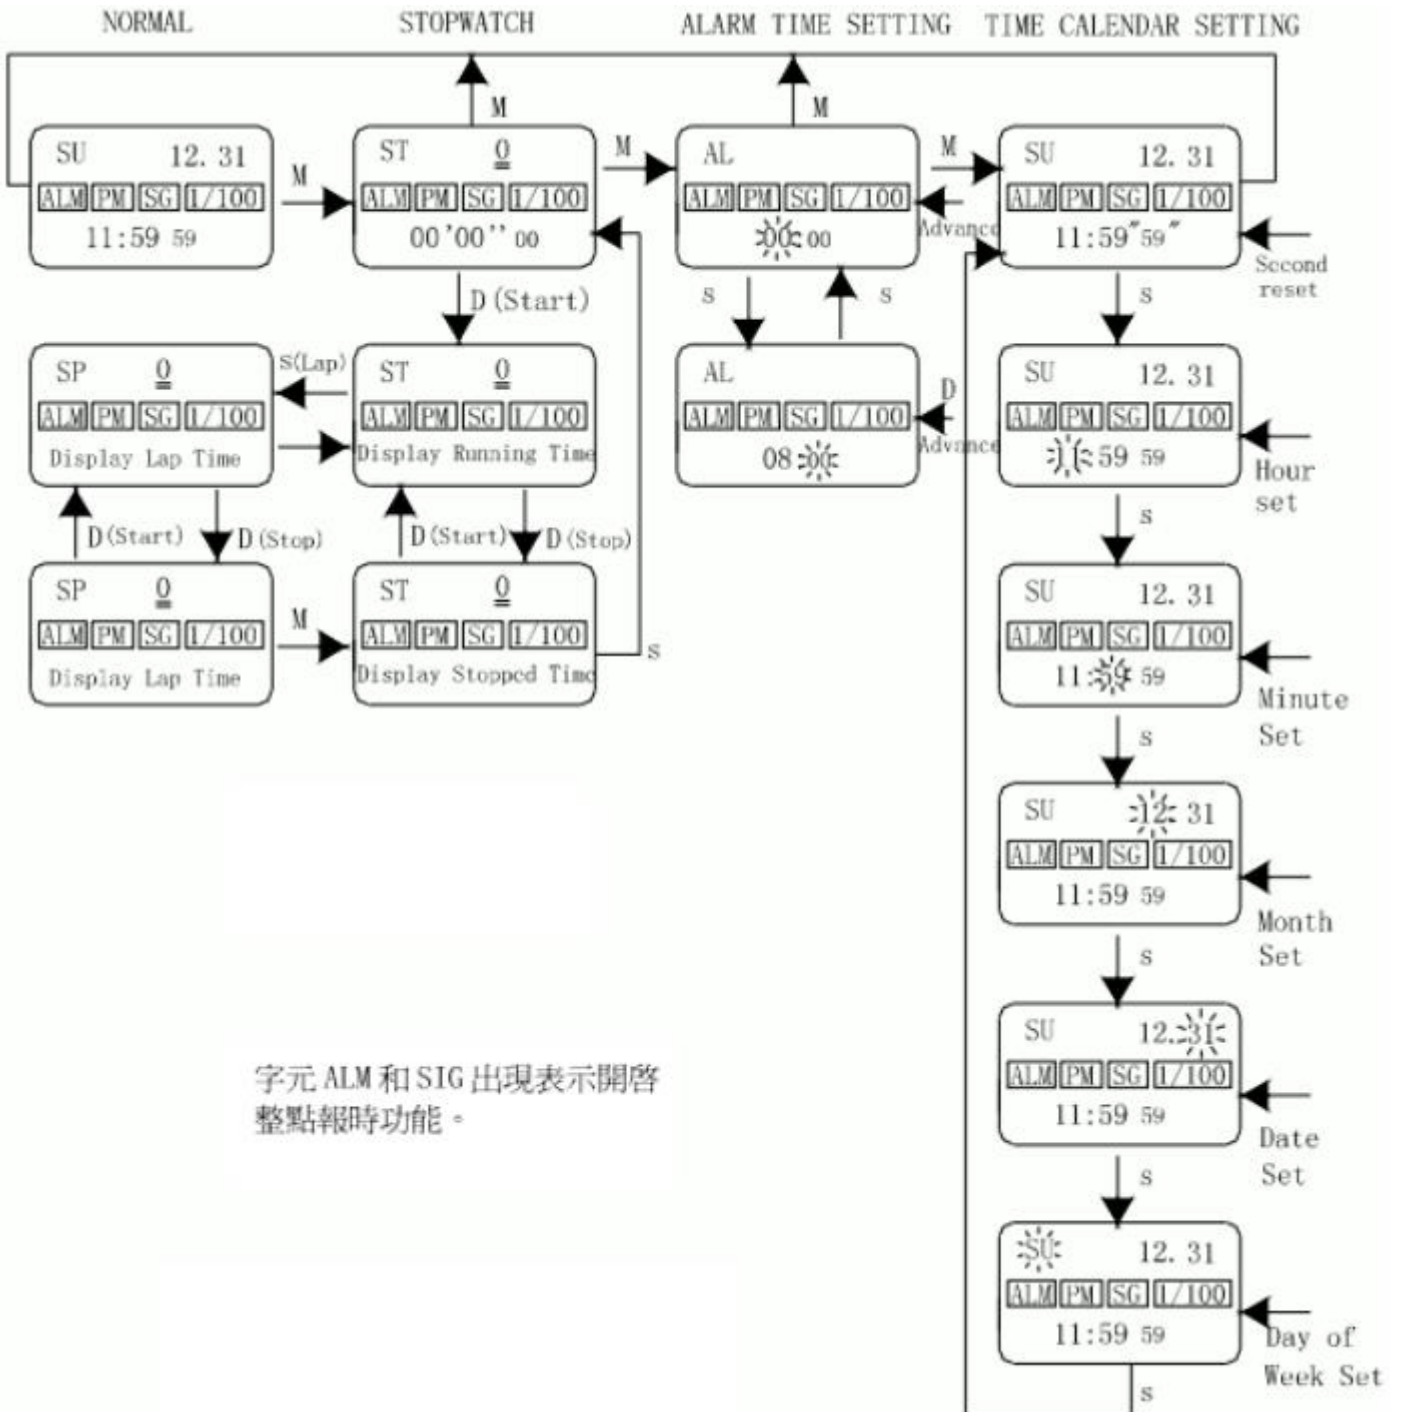 NORMAL STOPWATCH ALARM TIME SETTING TIME CALENDAR SETTING
M M
SU 12. 31
ALM PM SG 1/100
11:59 59
M
ST 0
ALM PM SG 1/100
00'00'' 00
M
AL
ALM PM SG 1/100
00:00
M
Advance
SU 12. 31
ALM PM SG 1/100
11:59″59″
Second
reset
D(Start)
s s
s
SP 0
ALM PM SG 1/100
Display Lap Time
s(Lap)
ST 0
ALM PM SG 1/100
Display Running Time
AL
ALM PM SG 1/100
08:00
D
Advance
SU 12. 31
ALM PM SG 1/100
11:59 59
Hour
set
D(Start) D(Stop)
D(Start) D(Stop)
s
SP 0
ALM PM SG 1/100
Display Lap Time
M
ST 0
ALM PM SG 1/100
Display Stopped Time
s
SU 12. 31
ALM PM SG 1/100
11:59 59
Minute
Set
s
SU 12. 31
ALM PM SG 1/100
11:59 59
Month
Set
s
SU 12. 31
ALM PM SG 1/100
11:59 59
Date
Set
字元 ALM 和 SIG 出現表示開啓
整點報時功能。
s
SU 12. 31
ALM PM SG 1/100
11:59 59
Day of
Week Set
s